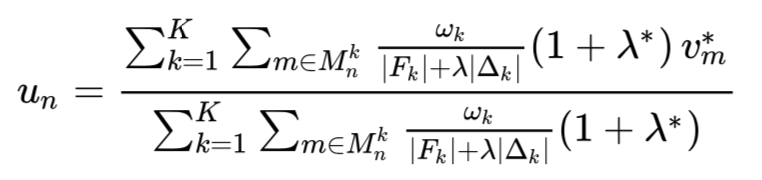 u_n = \frac{\sum_{k=1}^{K} \sum_{m \in M_n^k} \frac{\omega_k}{|F_k|+\lambda|\Delta_k|} (1+\lambda^*) v_m^*}{\sum_{k=1}^{K} \sum_{m \in M_n^k} \frac{\omega_k}{|F_k|+\lambda|\Delta_k|} (1+\lambda^*)}